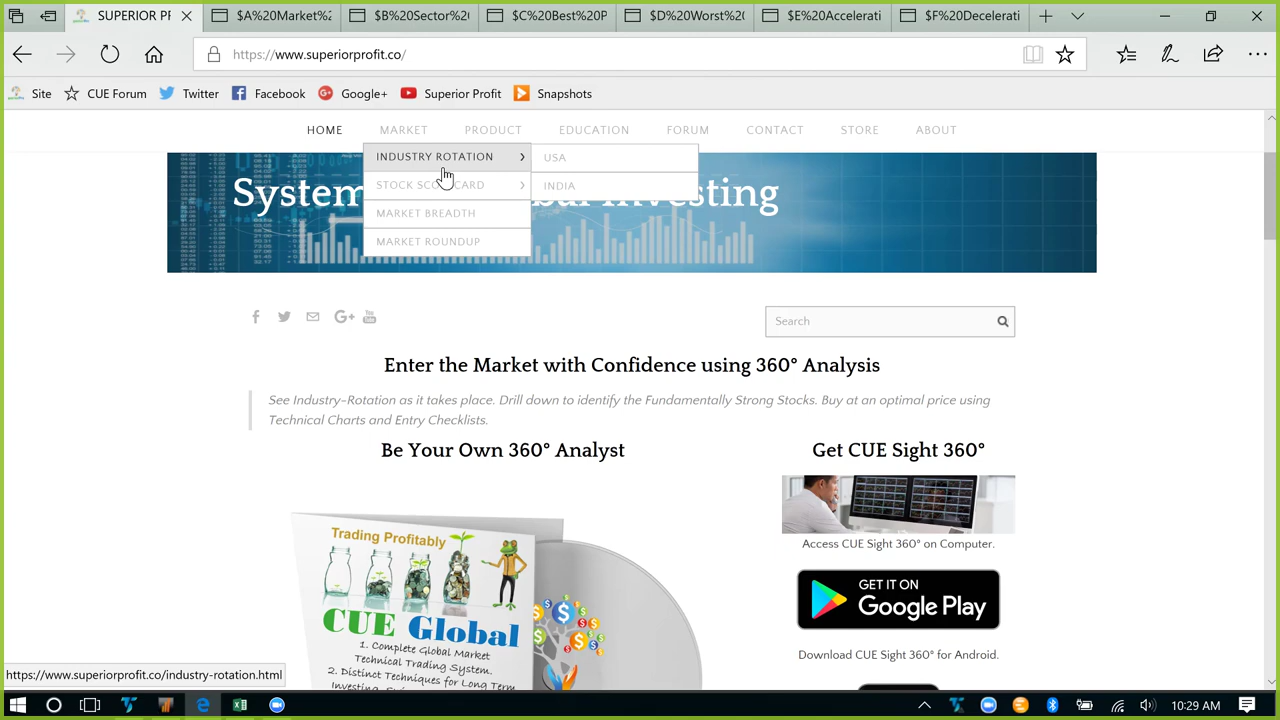 SUPERIOR PF
$A%20Market%2
$B%20Sector%20
$C%20Best%20P
$D%20Worst%20
$E%20Accelerati
$F%20Decelerati
https://www.superiorprofit.co/
Site
CUE Forum
Twitter
Facebook
Google+
Superior Profit
Snapshots
HOME
MARKET
PRODUCT
EDUCATION
FORUM
CONTACT
STORE
ABOUT
INDUSTRY ROTATION
USA
STOCK SCORECARD
INDIA
MARKET BREADTH
MARKET ROUNDUP
System Investing
Search
Enter the Market with Confidence using 360° Analysis
See Industry-Rotation as it takes place. Drill down to identify the Fundamentally Strong Stocks. Buy at an optimal price using
Technical Charts and Entry Checklists.
Be Your Own 360° Analyst
Get CUE Sight 360°
Trading Profitably
CUE Global
1. Complete Global Market
Technical Trading System.
2. Distinct Techniques for Long Term
Access CUE Sight 360° on Computer.
GET IT ON
Google Play
Download CUE Sight 360° for Android.
https://www.superiorprofit.co/industry-rotation.html
10:29 AM